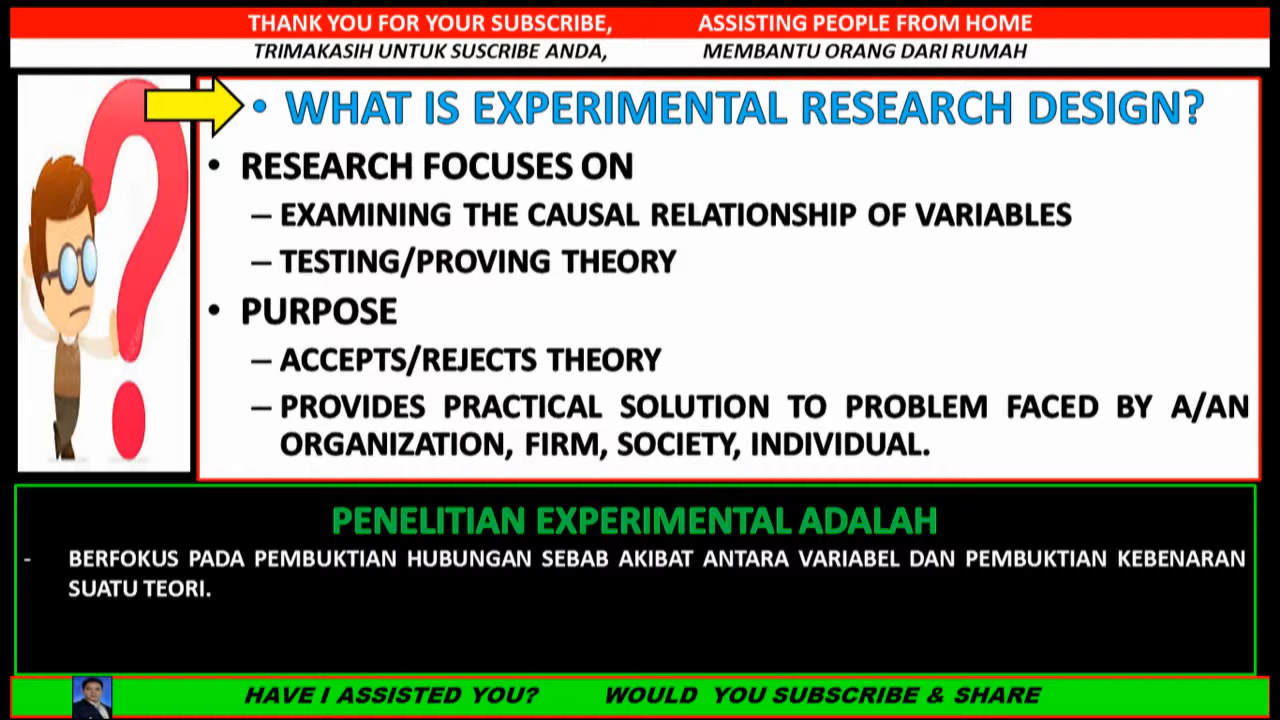 THANK YOU FOR YOUR SUBSCRIBE, ASSISTING PEOPLE FROM HOME
TRIMAKASIH UNTUK SUSCRIBE ANDA, MEMBANTU ORANG DARI RUMAH
• WHAT IS EXPERIMENTAL RESEARCH DESIGN?
• RESEARCH FOCUSES ON
– EXAMINING THE CAUSAL RELATIONSHIP OF VARIABLES
– TESTING/PROVING THEORY
• PURPOSE
– ACCEPTS/REJECTS THEORY
– PROVIDES PRACTICAL SOLUTION TO PROBLEM FACED BY A/AN
ORGANIZATION, FIRM, SOCIETY, INDIVIDUAL.
PENELITIAN EXPERIMENTAL ADALAH
- BERFOKUS PADA PEMBUKTIAN HUBUNGAN SEBAB AKIBAT ANTARA VARIABEL DAN PEMBUKTIAN KEBENARAN
SUATU TEORI.
HAVE I ASSISTED YOU? WOULD YOU SUBSCRIBE & SHARE